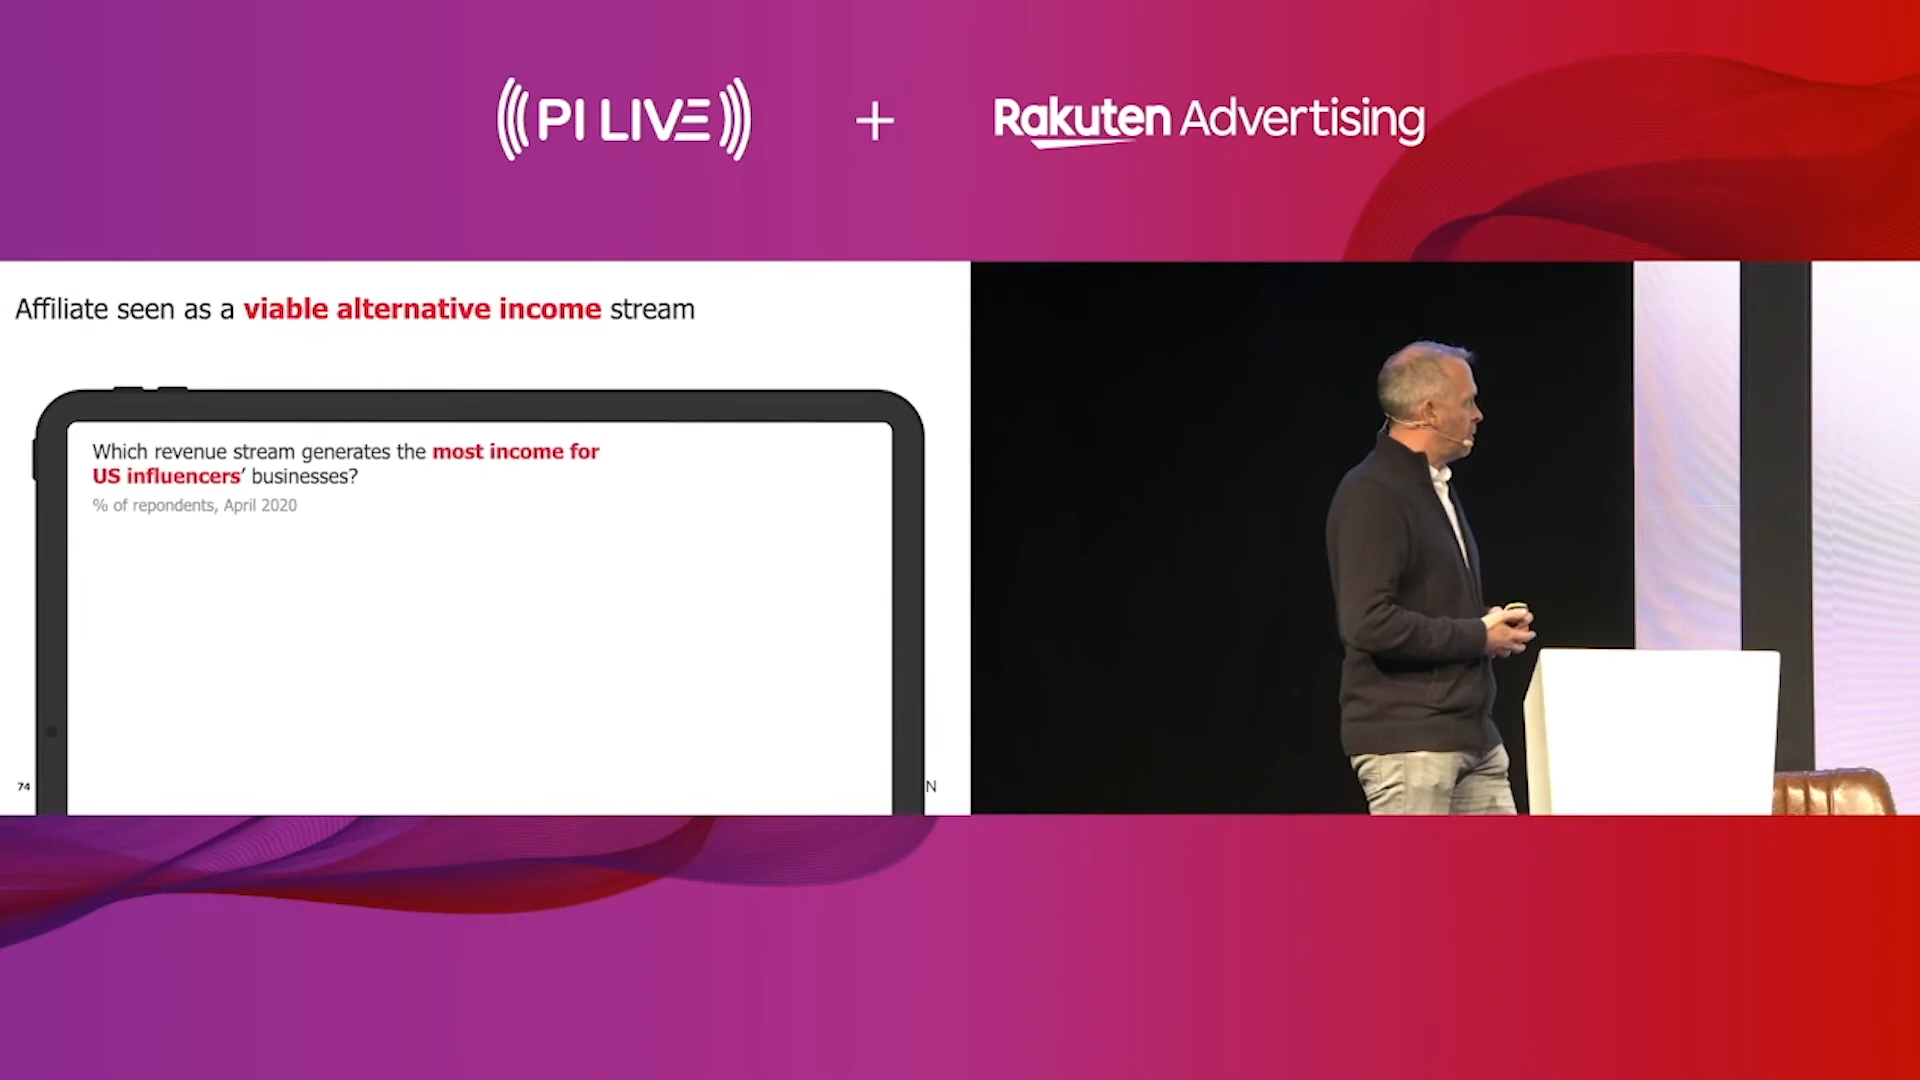 PI LIVE + Rakuten Advertising
Affiliate seen as a viable alternative income stream
Which revenue stream generates the most income for
US influencers' businesses?
% of repondents, April 2020
74
N